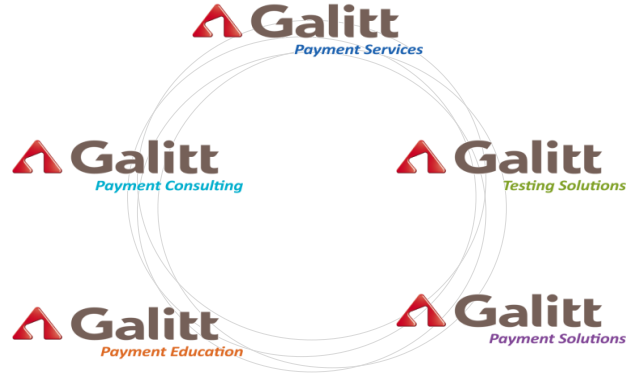 Galitt
Payment Services
Galitt
Payment Consulting
Galitt
Testing Solutions
Galitt
Payment Education
Galitt
Payment Solutions